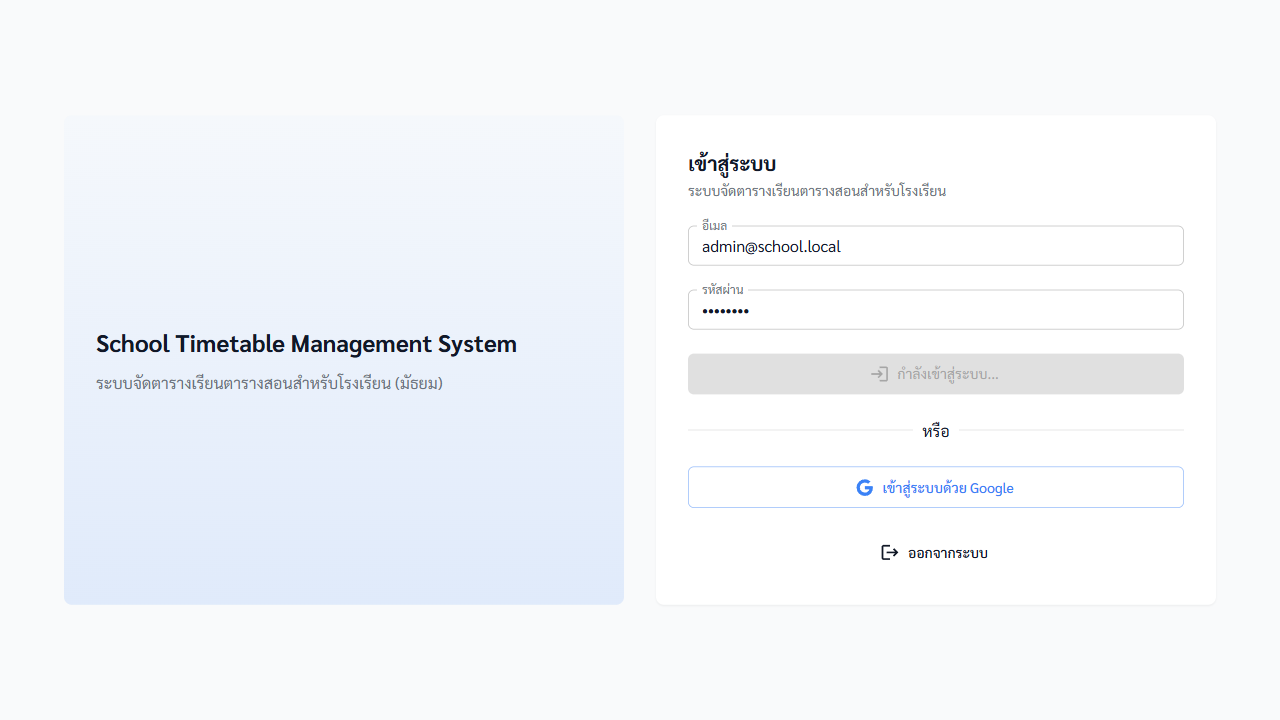 School Timetable Management System
ระบบจัดตารางเรียนตารางสอนสำหรับโรงเรียน (มัธยม)
เข้าสู่ระบบ
ระบบจัดตารางเรียนตารางสอนสำหรับโรงเรียน
อีเมล
admin@school.local
รหัสผ่าน
••••••••
กำลังเข้าสู่ระบบ...
หรือ
เข้าสู่ระบบด้วย Google
ออกจากระบบ